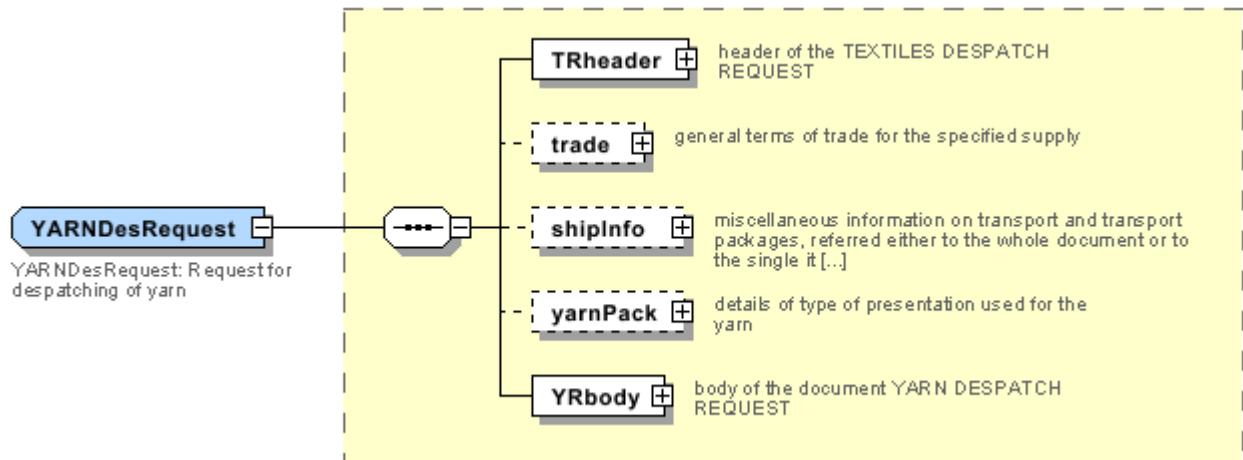 TRheader
header of the TEXTILES DESPATCH
REQUEST
trade
general terms of trade for the specified supply
YARNDesRequest
YARNDesRequest: Request for
despatching of yarn
shipInfo
miscellaneous information on transport and transport
packages, referred either to the whole document or to
the single it [...]
yarnPack
details of type of presentation used for the
yarn
YRbody
body of the document YARN DESPATCH
REQUEST